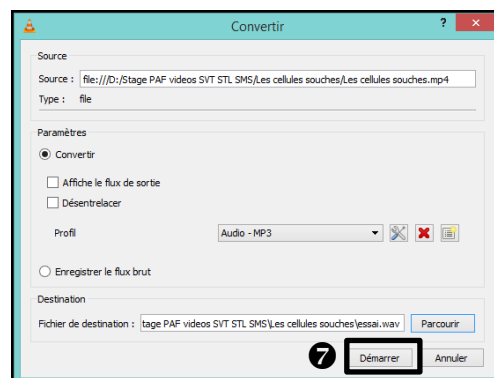 Convertir
?
Source
Source : file:///D:/Stage PAF videos SVT STL SMS/Les cellules souches/Les cellules souches.mp4
Type : file
Paramètres
Convertir
Affiche le flux de sortie
Désentrelacer
Profil Audio - MP3
Enregistrer le flux brut
Destination
Fichier de destination : tage PAF videos SVT STL SMS\Les cellules souches\essai.wav Parcourir
7 Démarrer Annuler